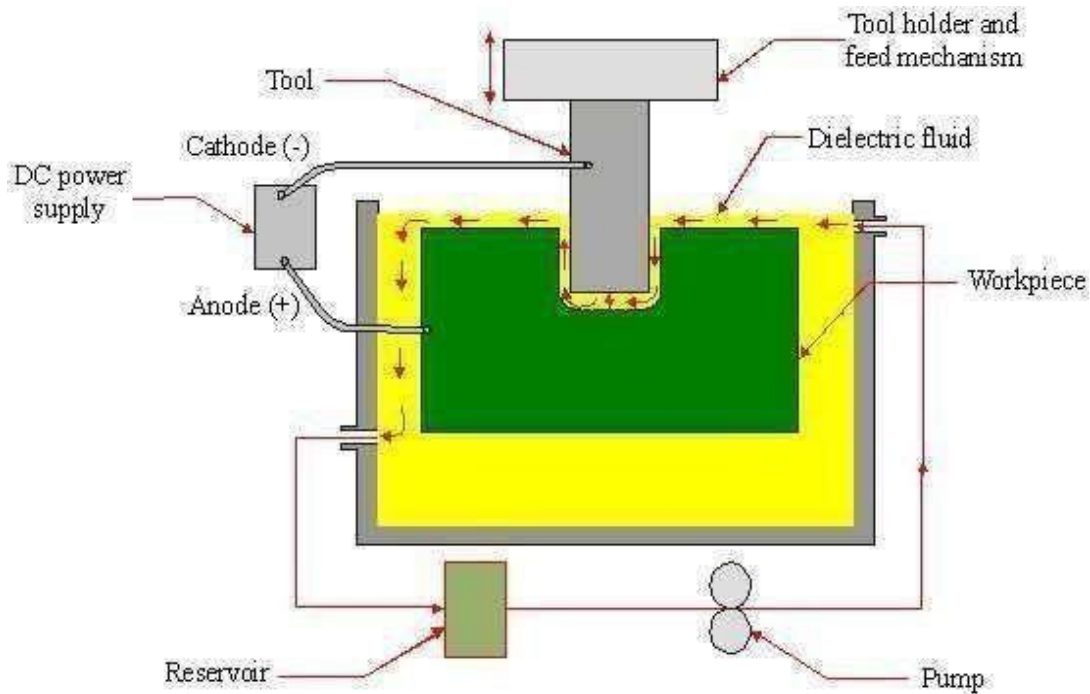 Tool holder and
feed mechanism
Tool
Cathode (-)
Dielectric fluid
DC power
supply
Workpiece
Anode (+)
Reservoir
Pump